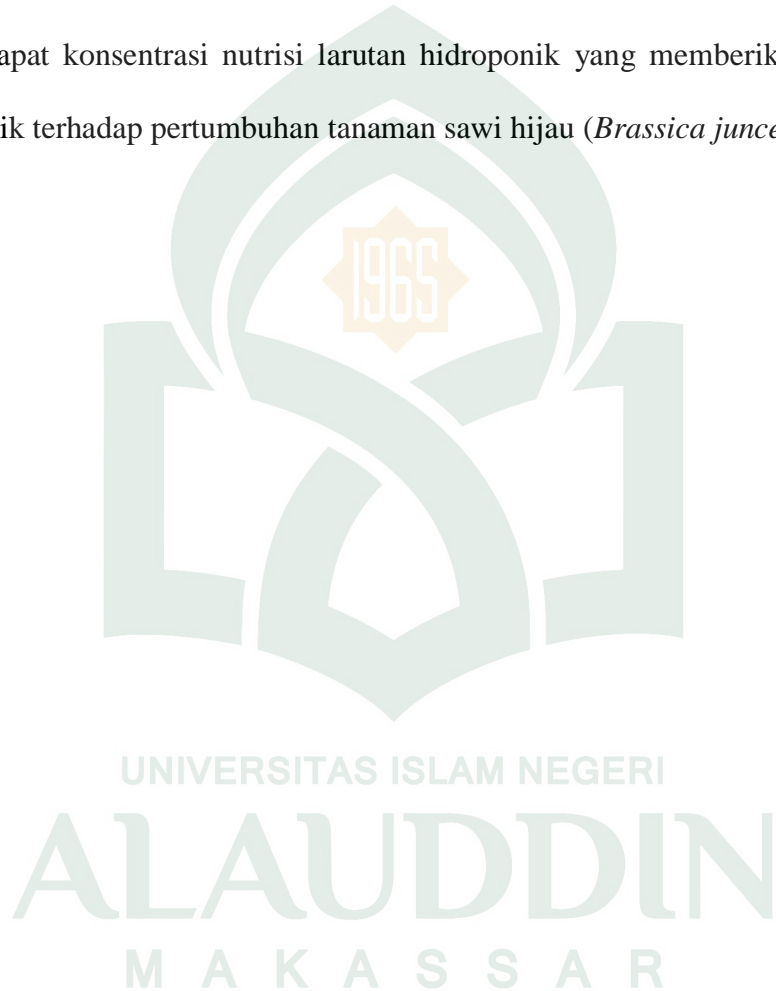 apat konsentrasi nutrisi larutan hidroponik yang memberik
ik terhadap pertumbuhan tanaman sawi hijau (Brassica junce
1965
UNIVERSITAS ISLAM NEGERI
ALAUDDIN
MAKASSAR